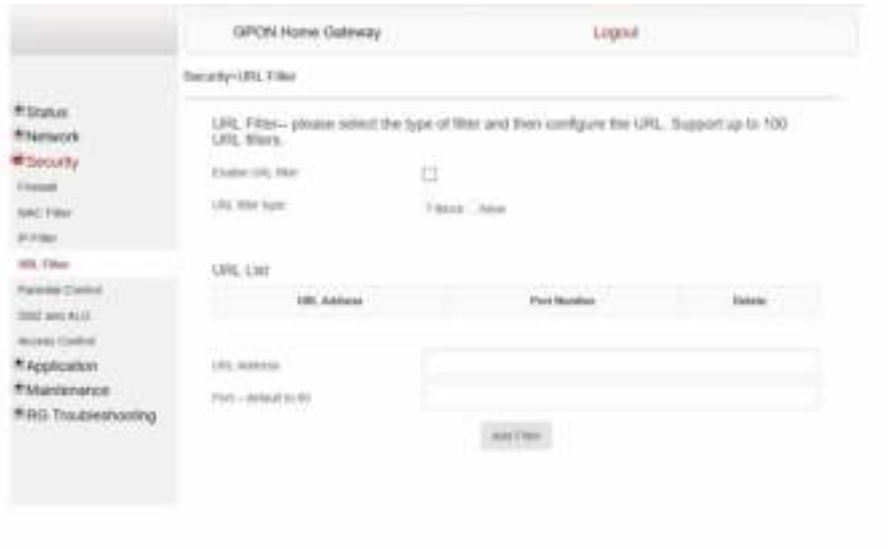 GPON Home Gateway
Logout
Security>URL Filter
Status
Network
Security
Firewall
MAC Filter
IP Filter
URL Filter
Parental Control
DMZ and ALG
Access Control
Application
Maintenance
RG Troubleshooting
URL Filter-- please select the type of filter and then configure the URL. Support up to 100
URL filters.
Enable URL filter
URL filter type
Block Allow
URL List
URL Address Port Number Delete
URL Address
Port -- default to 80
Add Filter